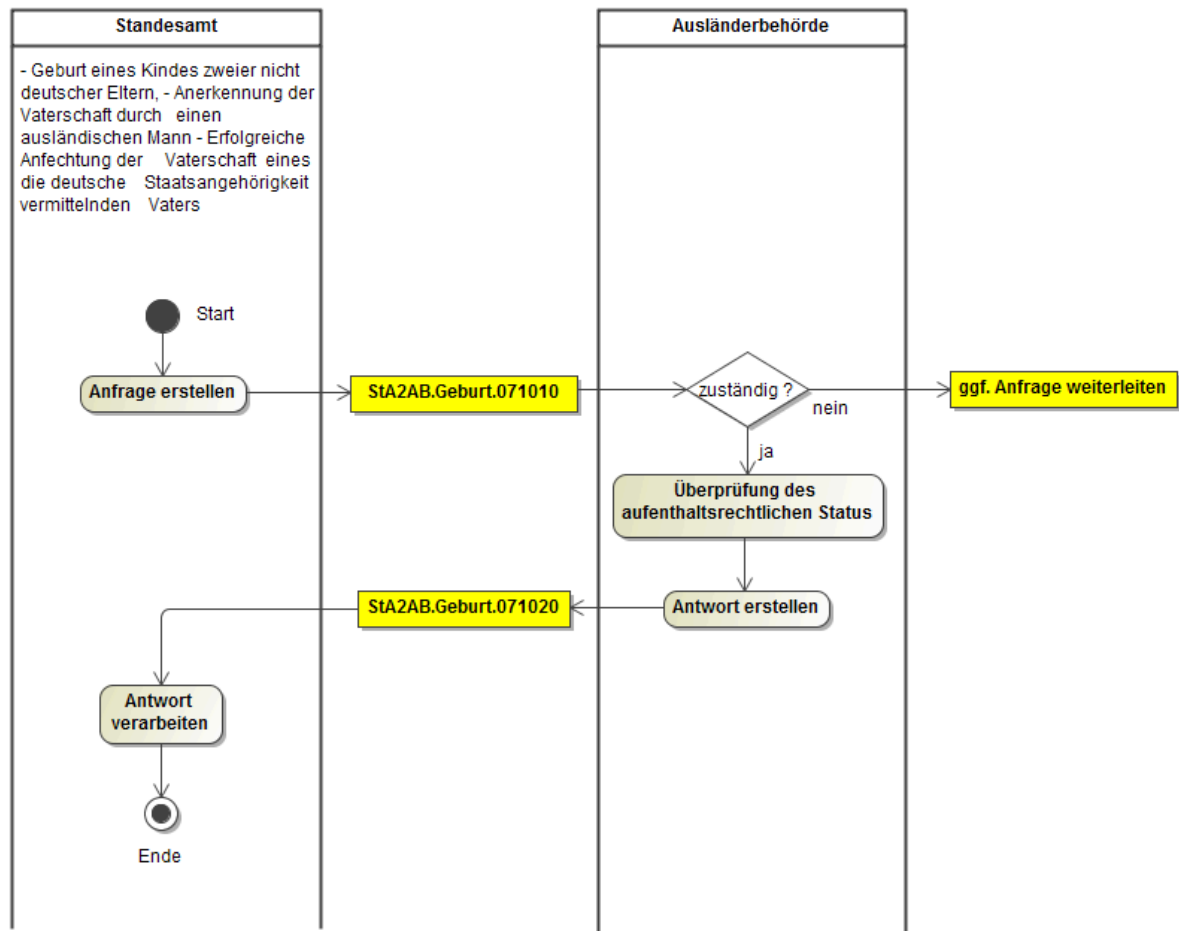 Standesamt
Ausländerbehörde
- Geburt eines Kindes zweier nicht
deutscher Eltern, - Anerkennung der
Vaterschaft durch einen
ausländischen Mann - Erfolgreiche
Anfechtung der Vaterschaft eines
die deutsche Staatsangehörigkeit
vermittelnden Vaters
Start
Anfrage erstellen
StA2AB.Geburt.071010
zuständig ?
nein
ggf. Anfrage weiterleiten
ja
Überprüfung des
aufenthaltsrechtlichen Status
Antwort erstellen
StA2AB.Geburt.071020
Antwort
verarbeiten
Ende